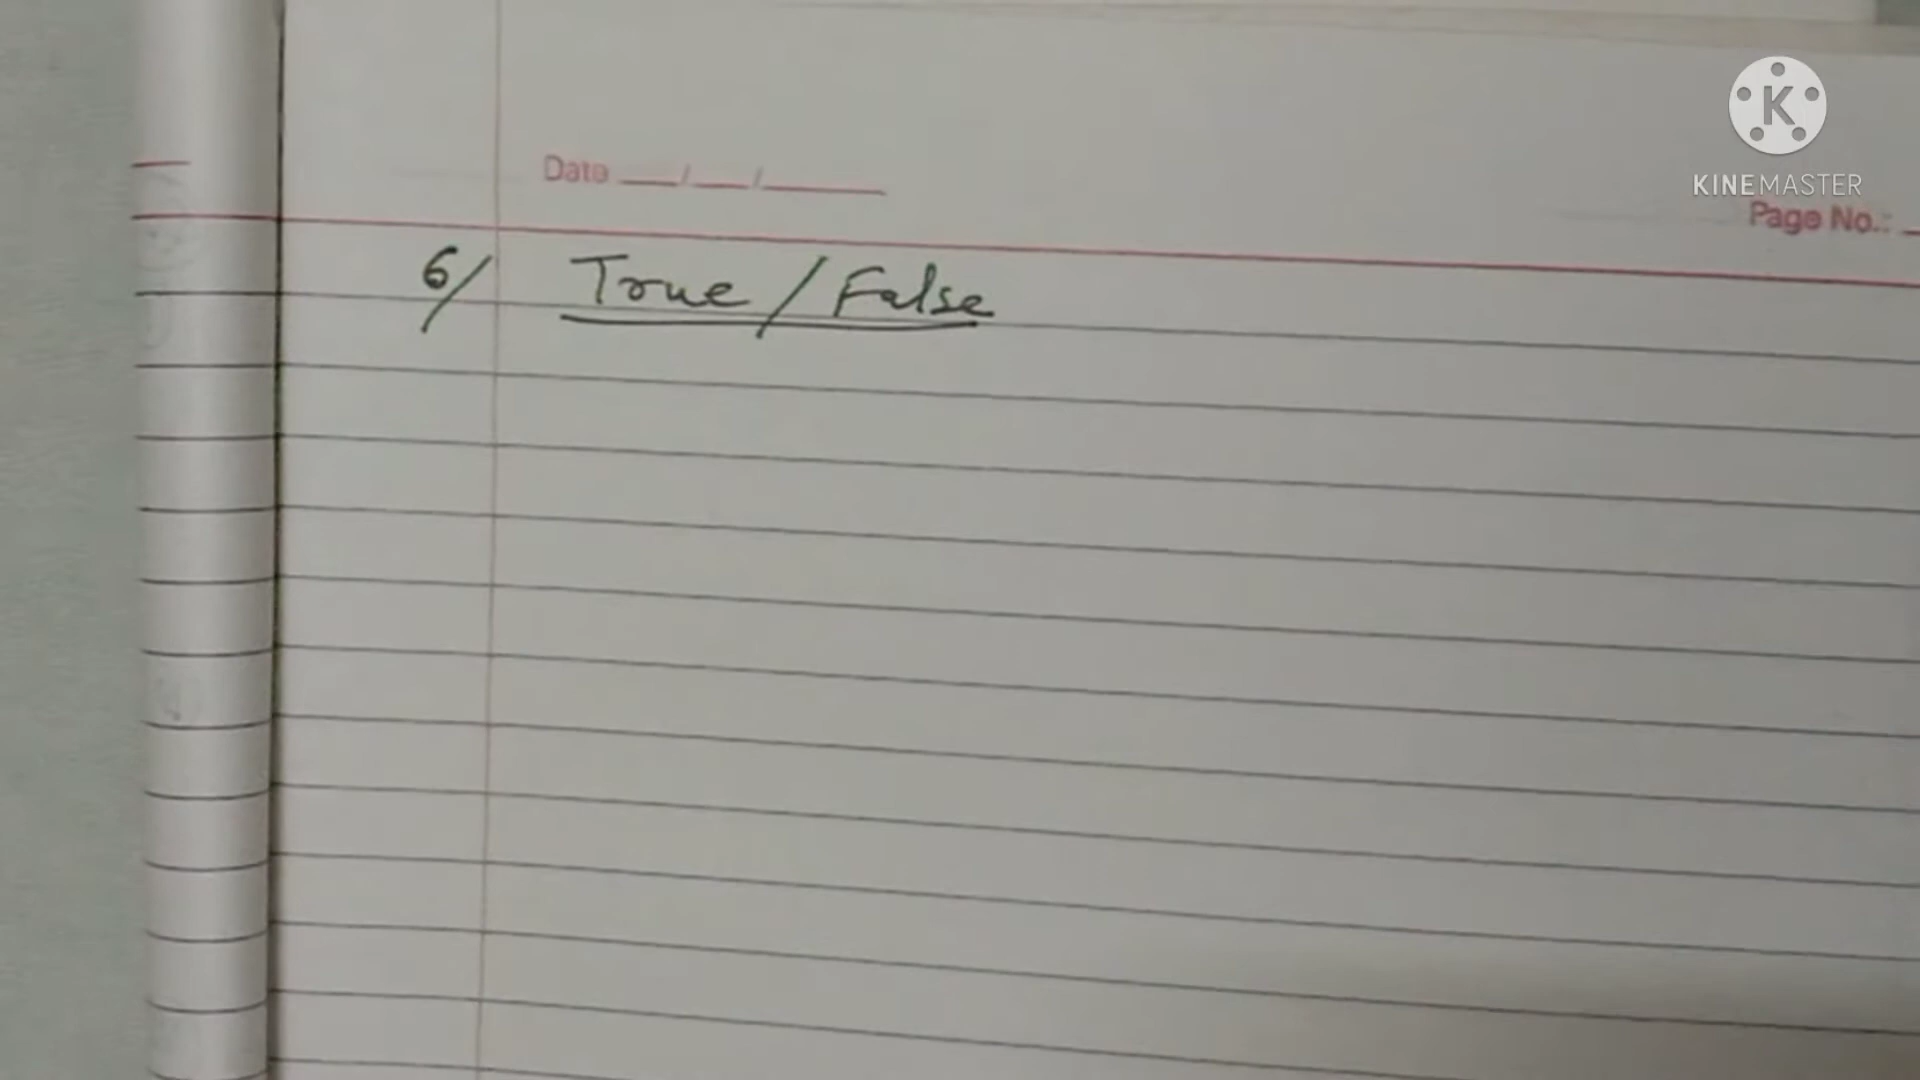 KINEMASTER
Date __/__/____
Page No.:
6/ True / False